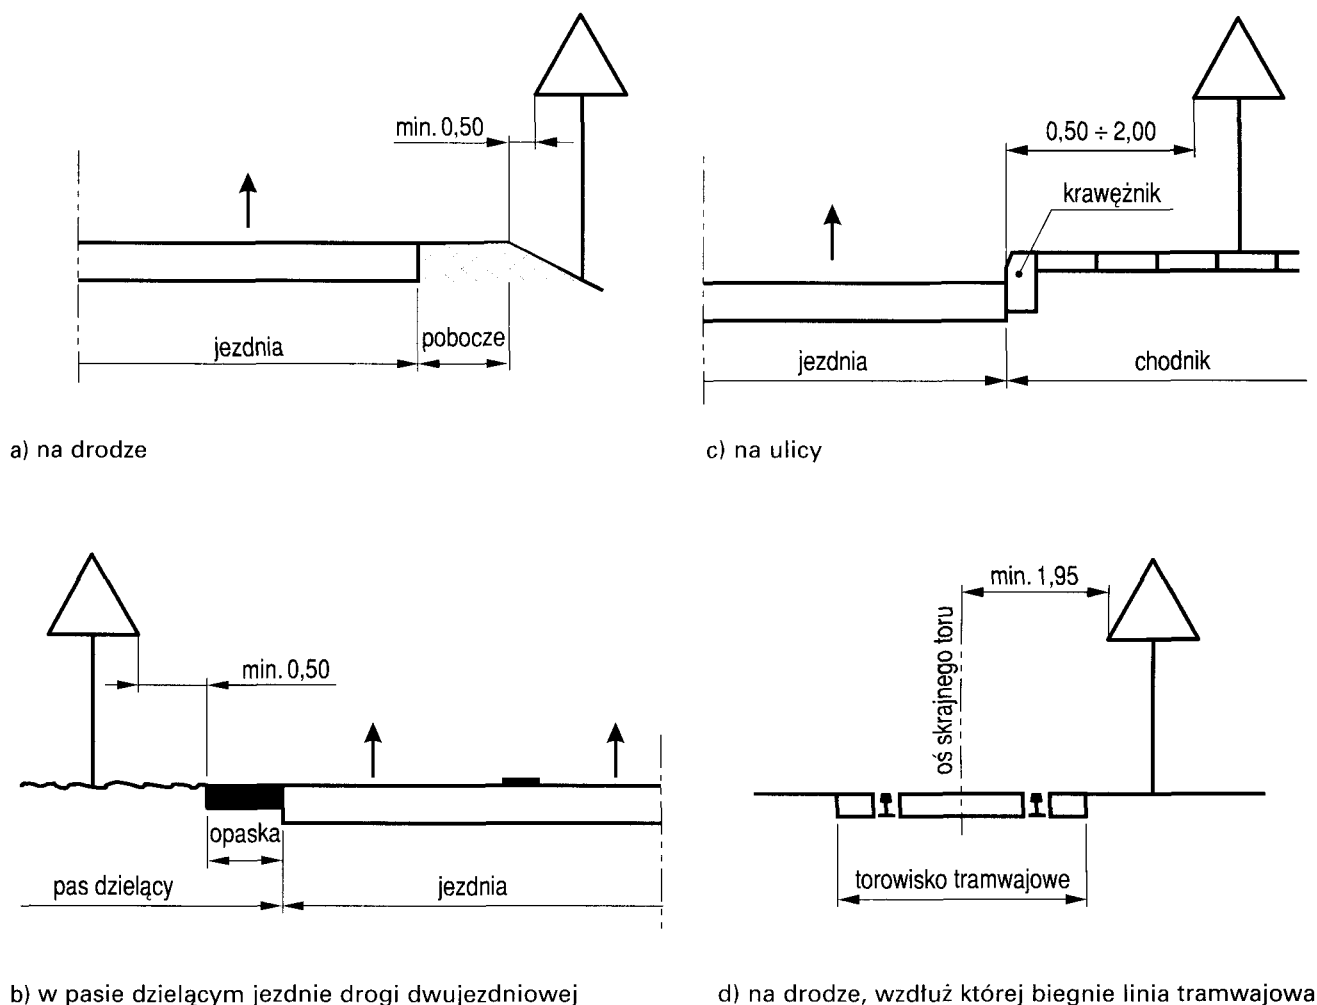 min. 0,50
jezdnia
pobocze
a) na drodze
0,50 ÷ 2,00
krawężnik
jezdnia
chodnik
c) na ulicy
min. 0,50
opaska
pas dzielący
jezdnia
b) w pasie dzielącym jezdnie drogi dwujezdniowej
min. 1,95
oś skrajnego toru
torowisko tramwajowe
d) na drodze, wzdłuż której biegnie linia tramwajowa